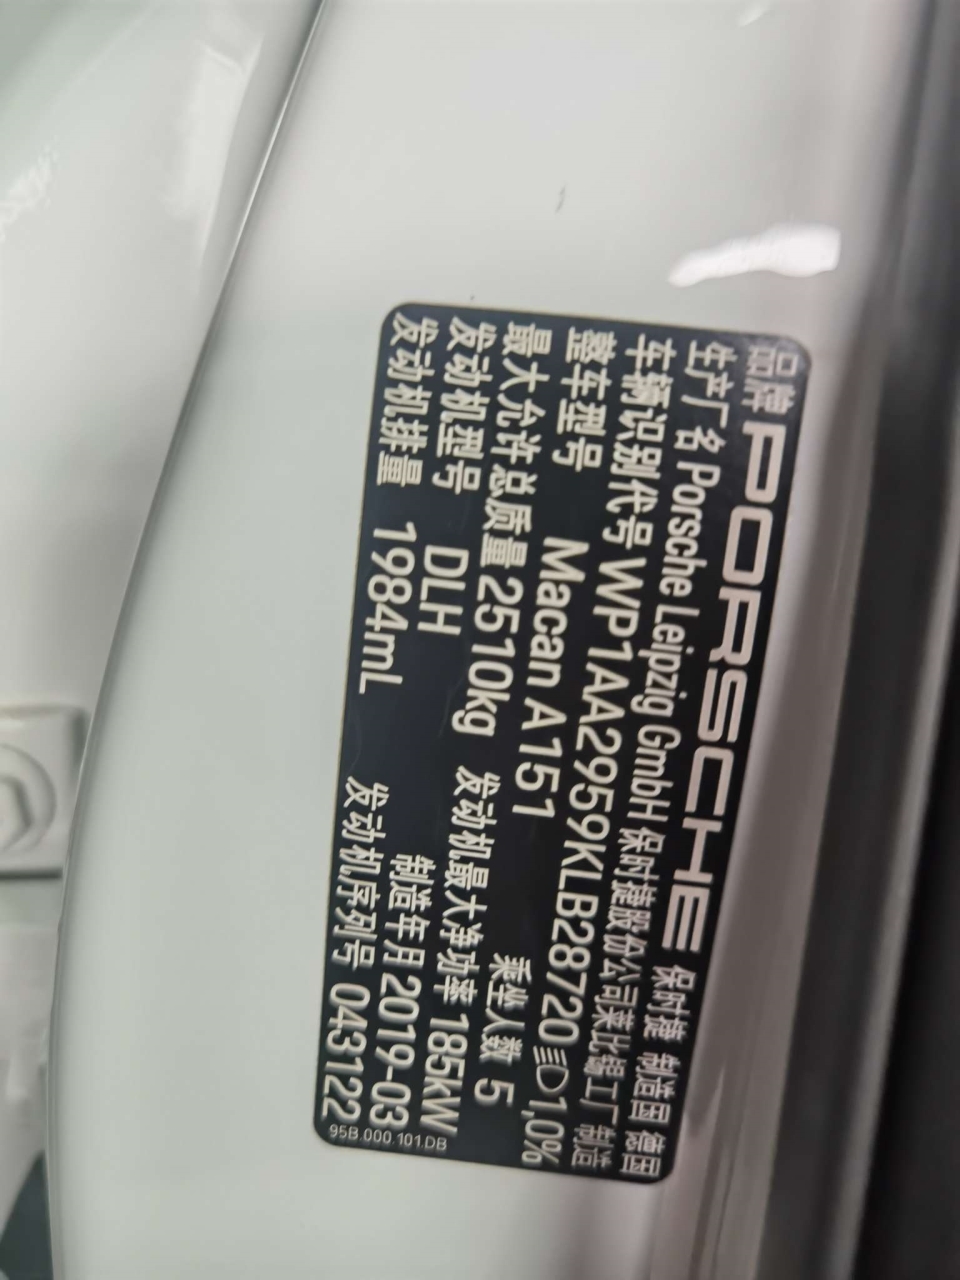 品牌 PORSCHE 保时捷 制造国 德国
生产厂名 Porsche Leipzig GmbH 保时捷股份公司莱比锡工厂制造
车辆识别代号 WP1AA2959KLB28720 1,0%
整车型号 Macan A151 乘坐人数 5
最大允许总质量 2510kg 发动机最大净功率 185kW
发动机型号 DLH 制造年月 2019-03
发动机排量 1984mL 发动机序列号 043122
95B.000.101.DB